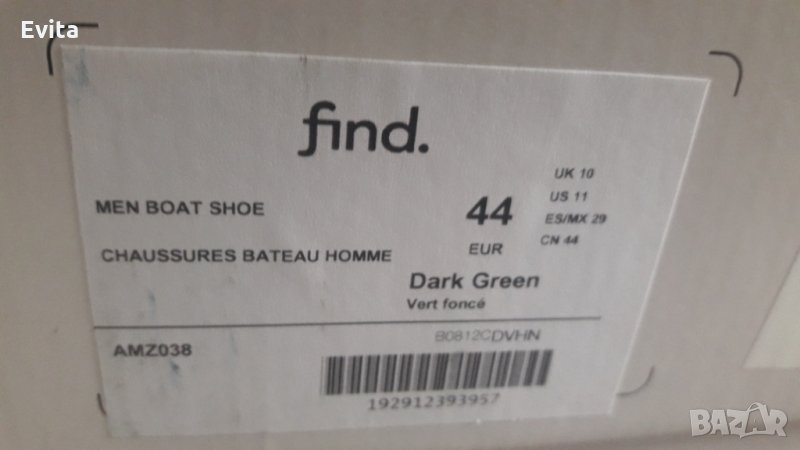 Evita
find.
MEN BOAT SHOE
CHAUSSURES BATEAU HOMME
44
EUR
UK 10
US 11
ES/MX 29
CN 44
Dark Green
Vert foncé
AMZ038
B0812CDVHN
192912393957
BAZAR